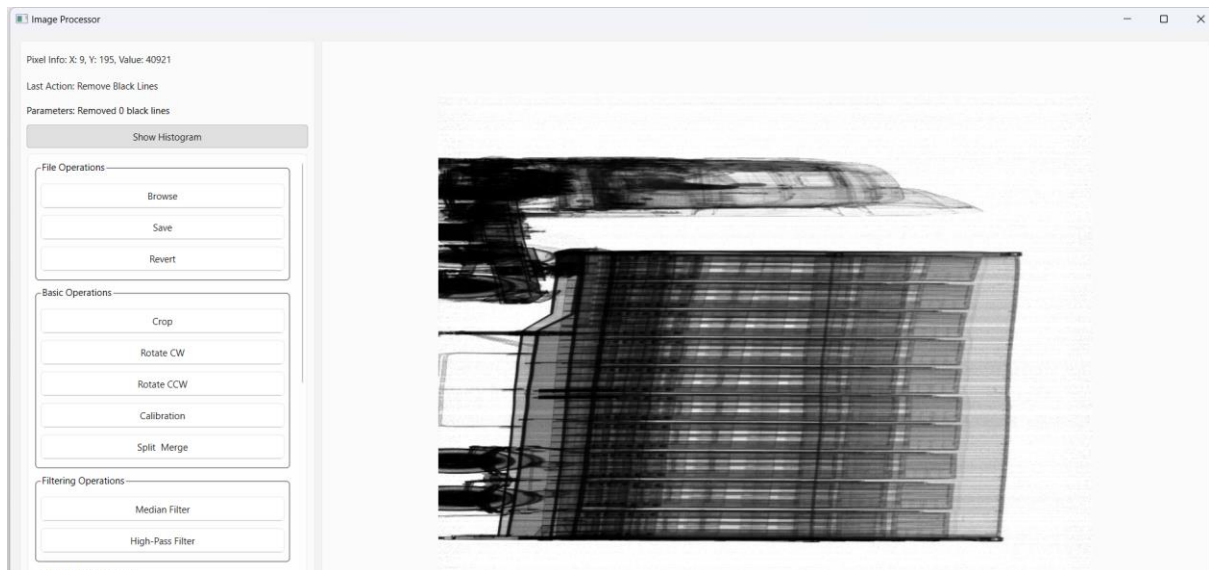 Image Processor
Pixel Info: X: 9, Y: 195, Value: 40921
Last Action: Remove Black Lines
Parameters: Removed 0 black lines
Show Histogram
File Operations
Browse
Save
Revert
Basic Operations
Crop
Rotate CW
Rotate CCW
Calibration
Split Merge
Filtering Operations
Median Filter
High-Pass Filter